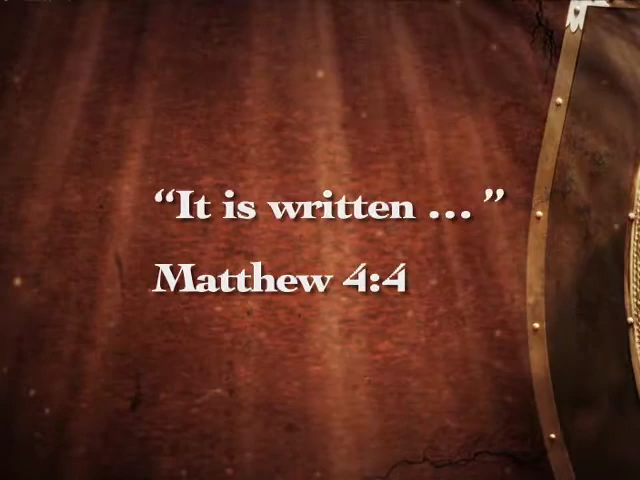 “It is written ... ”
Matthew 4:4